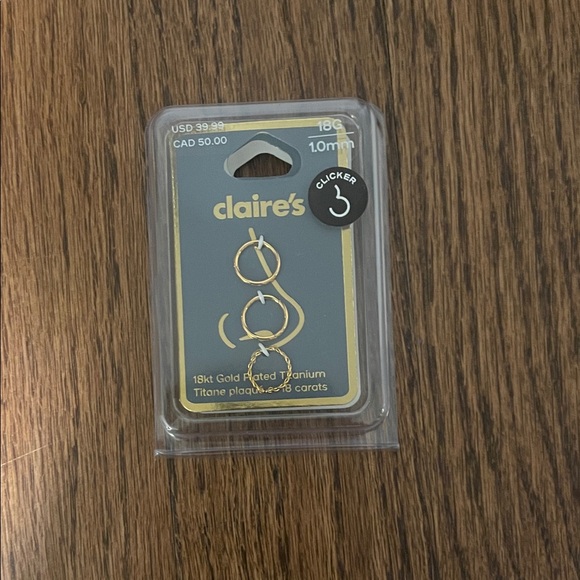 USD 39.99
CAD 50.00
18G
1.0mm
CLICKER
claire's
18kt Gold Plated Titanium
Titane plaqué 18 carats